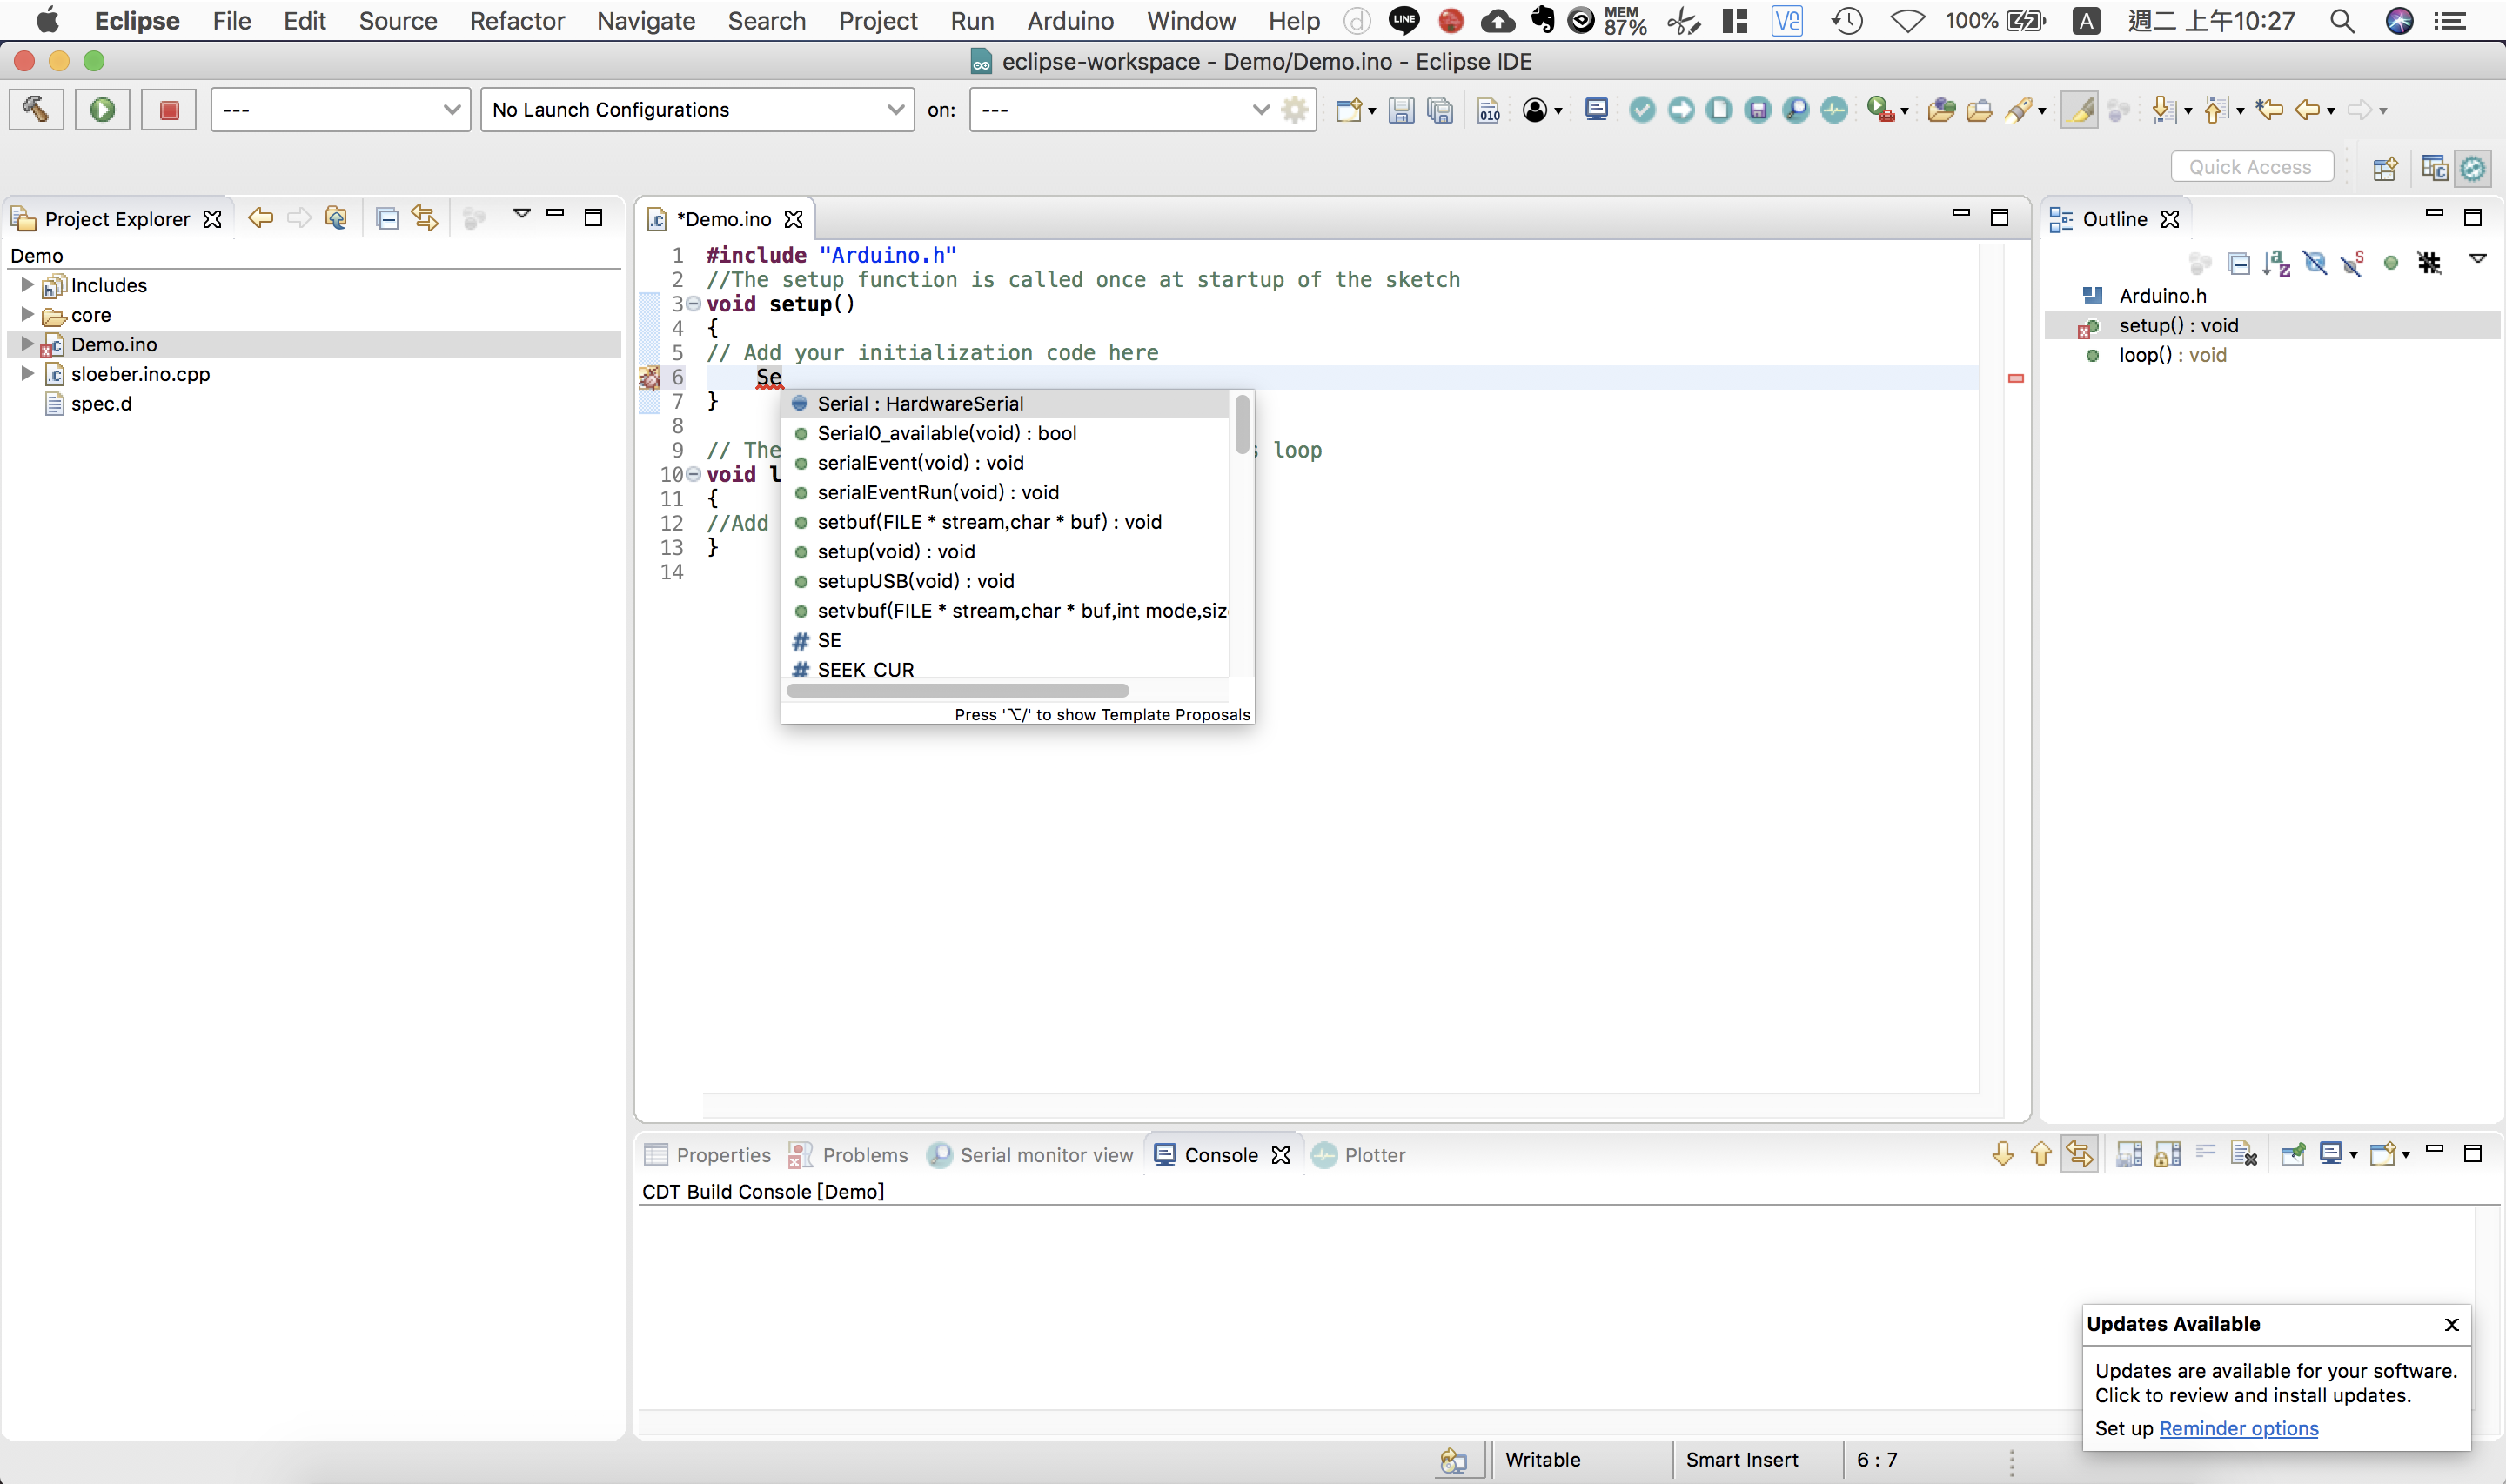 Eclipse File Edit Source Refactor Navigate Search Project Run Arduino Window Help LINE MEM 87% 100% A 週二 上午10:27
eclipse-workspace - Demo/Demo.ino - Eclipse IDE
--- No Launch Configurations on: --- 010
Quick Access
Project Explorer
Demo
Includes
core
Demo.ino
sloeber.ino.cpp
spec.d
*Demo.ino
1 #include "Arduino.h"
2 //The setup function is called once at startup of the sketch
3 void setup()
4 {
5 // Add your initialization code here
6 Se
7 }
8
9 // The loop
10 void l
11 {
12 //Add
13 }
14
Serial : HardwareSerial
Serial0_available(void) : bool
serialEvent(void) : void
serialEventRun(void) : void
setbuf(FILE * stream,char * buf) : void
setup(void) : void
setupUSB(void) : void
setvbuf(FILE * stream,char * buf,int mode,siz
# SE
# SEEK_CUR
Press '⌥/' to show Template Proposals
Outline
Arduino.h
setup() : void
loop() : void
Properties Problems Serial monitor view Console Plotter
CDT Build Console [Demo]
Updates Available
Updates are available for your software.
Click to review and install updates.
Set up Reminder options
Writable Smart Insert 6 : 7